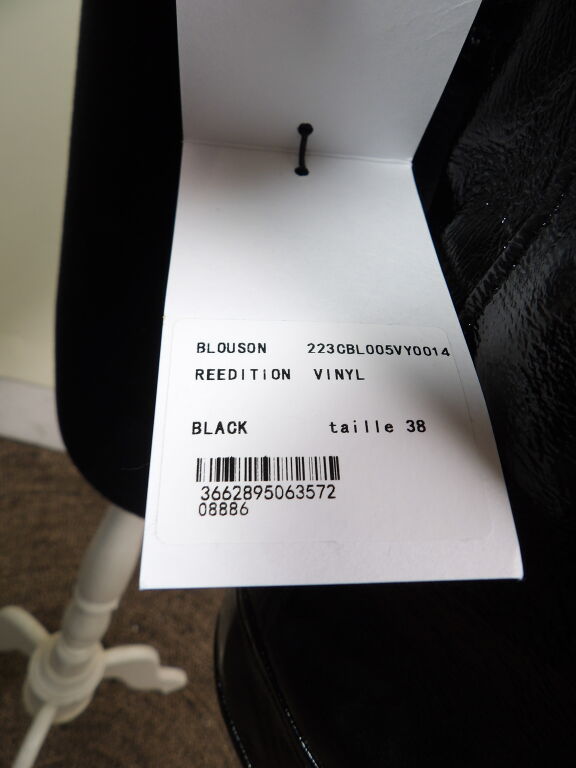 BLOUSON 223CBL005VY0014
REEDITION VINYL
BLACK taille 38
3662895063572
08886